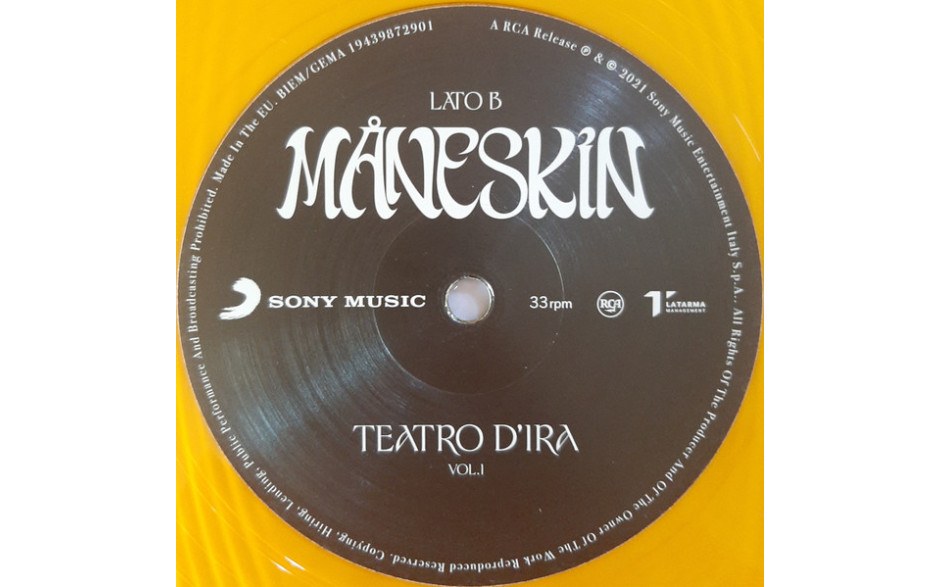 LATO B
MÅNESKIN
SONY MUSIC
33rpm
RCA
LATARMA
MANAGEMENT
TEATRO D'IRA
VOL.I
A RCA Release ℗ & © 2021 Sony Music Entertainment Italy S.p.A.. All Rights Of The Producer And Of The Owner Of The Work Reproduced Reserved. Copying, Hiring, Lending, Public Performance And Broadcasting Prohibited. Made In The EU. BIEM/GEMA 19439872901